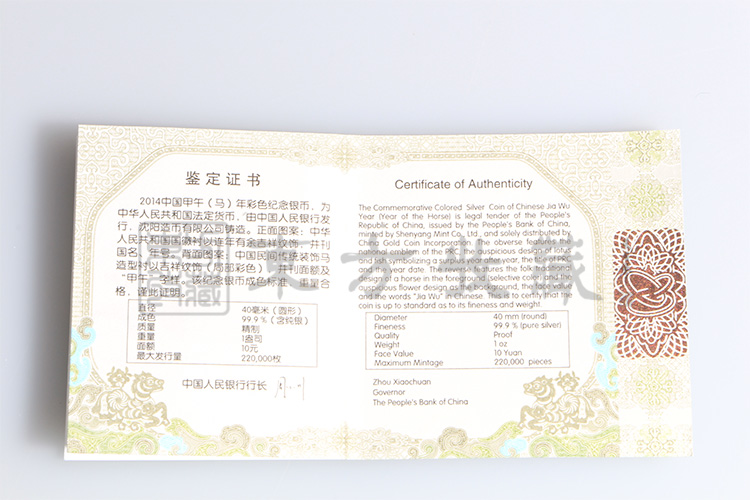 鉴定证书
2014中国甲午（马）年彩色纪念银币，为
中华人民共和国法定货币，由中国人民银行发
行，沈阳造币有限公司铸造。正面图案：中华
人民共和国国徽衬以连年有余吉祥纹饰，并刊
国名、年号。背面图案：中国民间传统装饰马
造型衬以吉祥纹饰（局部彩色），并刊面额及
“甲午”字样。该纪念银币成色标准，重量合
格，谨此证明。
直径 40毫米（圆形）
成色 99.9％（含纯银）
质量 精制
重量 1盎司
面额 10元
最大发行量 220,000枚
中国人民银行行长
Certificate of Authenticity
The Commemorative Colored Silver Coin of Chinese Jia Wu
Year (Year of the Horse) is legal tender of the People's
Republic of China, issued by the People's Bank of China,
minted by Shenyang Mint Co., Ltd., and solely distributed by
China Gold Coin Incorporation. The obverse features the
national emblem of the PRC, the auspicious design of lotus
and fish symbolizing a surplus year after year, the title of PRC
and the year date. The reverse constitutes the folk traditional
design of a horse in the foreground (selective color) and the
auspicious flower design as the background, the face value
and the words "Jia Wu" in Chinese. This is to certify that the
coin is up to standard as to its fineness and weight.
Diameter 40 mm (round)
Fineness 99.9 % (pure silver)
Quality Proof
Weight 1 oz
Face Value 10 Yuan
Maximum Mintage 220,000 pieces
Zhou Xiaochuan
Governor
The People's Bank of China
东方收藏